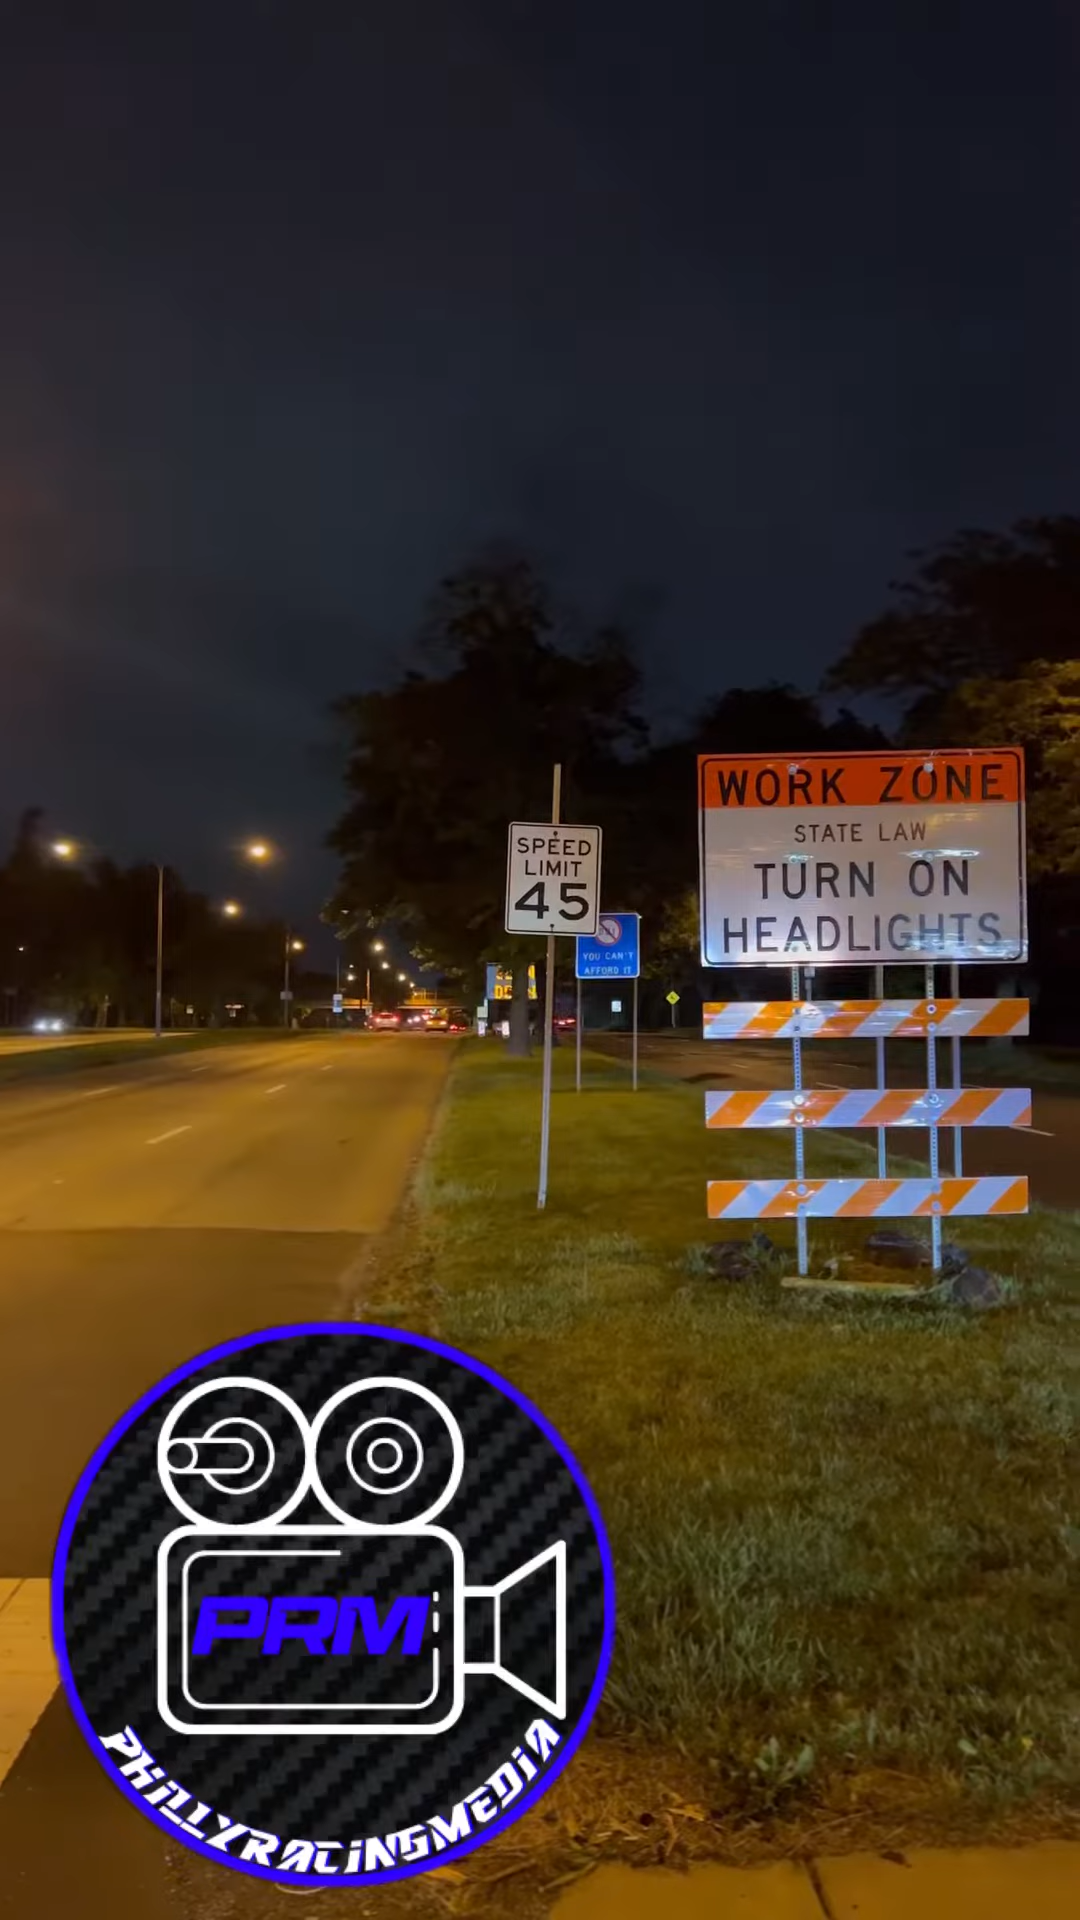 WORK ZONE
STATE LAW
TURN ON
HEADLIGHTS
SPEED
LIMIT
45
YOU CAN'T
AFFORD IT
PRM
PHILLYRACINGMEDIA